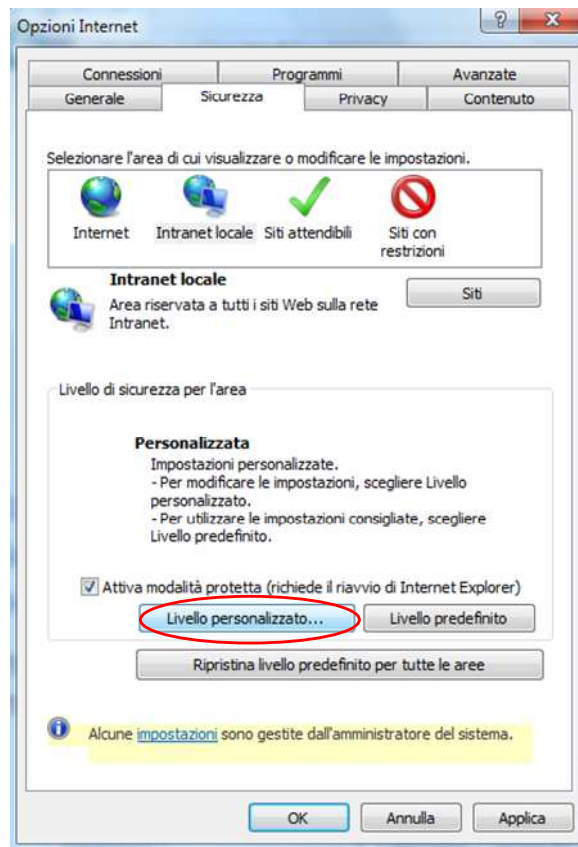 Opzioni Internet
Connessioni Programmi Avanzate
Generale Sicurezza Privacy Contenuto
Selezionare l'area di cui visualizzare o modificare le impostazioni.
Internet Intranet locale Siti attendibili Siti con
restrizioni
Intranet locale
Area riservata a tutti i siti Web sulla rete
Intranet.
Siti
Livello di sicurezza per l'area
Personalizzata
Impostazioni personalizzate.
- Per modificare le impostazioni, scegliere Livello
personalizzato.
- Per utilizzare le impostazioni consigliate, scegliere
Livello predefinito.
Attiva modalità protetta (richiede il riavvio di Internet Explorer)
Livello personalizzato... Livello predefinito
Ripristina livello predefinito per tutte le aree
Alcune impostazioni sono gestite dall'amministratore del sistema.
OK Annulla Applica